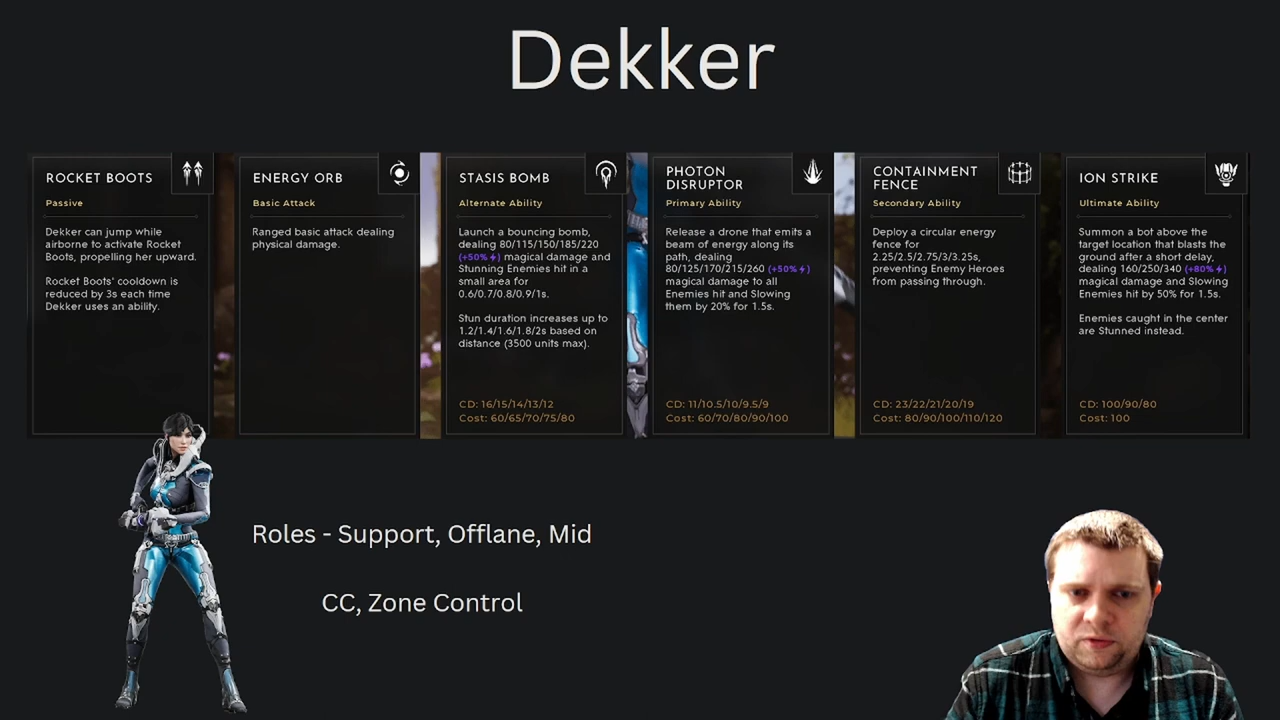 Dekker
ROCKET BOOTS
Passive
Dekker can jump while
airborne to activate Rocket
Boots, propelling her upward.
Rocket Boots' cooldown is
reduced by 3s each time
Dekker uses an ability.
ENERGY ORB
Basic Attack
Ranged basic attack dealing
physical damage.
STASIS BOMB
Alternate Ability
Launch a bouncing bomb,
dealing 80/115/150/185/220
(+50%) magical damage and
Stunning Enemies hit in a
small area for
0.6/0.7/0.8/0.9/1s.
Stun duration increases up to
1.2/1.4/1.6/1.8/2s based on
distance (3500 units max).
CD: 16/15/14/13/12
Cost: 60/65/70/75/80
PHOTON
DISRUPTOR
Primary Ability
Release a drone that emits a
beam of energy along its
path, dealing
80/125/170/215/260 (+50%)
magical damage to all
Enemies hit and Slowing
them by 20% for 1.5s.
CD: 11/10.5/10/9.5/9
Cost: 60/70/80/90/100
CONTAINMENT
FENCE
Secondary Ability
Deploy a circular energy
fence for
2.25/2.5/2.75/3/3.25s,
preventing Enemy Heroes
from passing through.
CD: 23/22/21/20/19
Cost: 80/90/100/110/120
ION STRIKE
Ultimate Ability
Summon a bot above the
target location that blasts the
ground after a short delay,
dealing 160/250/340 (+80%)
magical damage and Slowing
Enemies hit by 50% for 1.5s.
Enemies caught in the center
are Stunned instead.
CD: 100/90/80
Cost: 100
Roles - Support, Offlane, Mid
CC, Zone Control